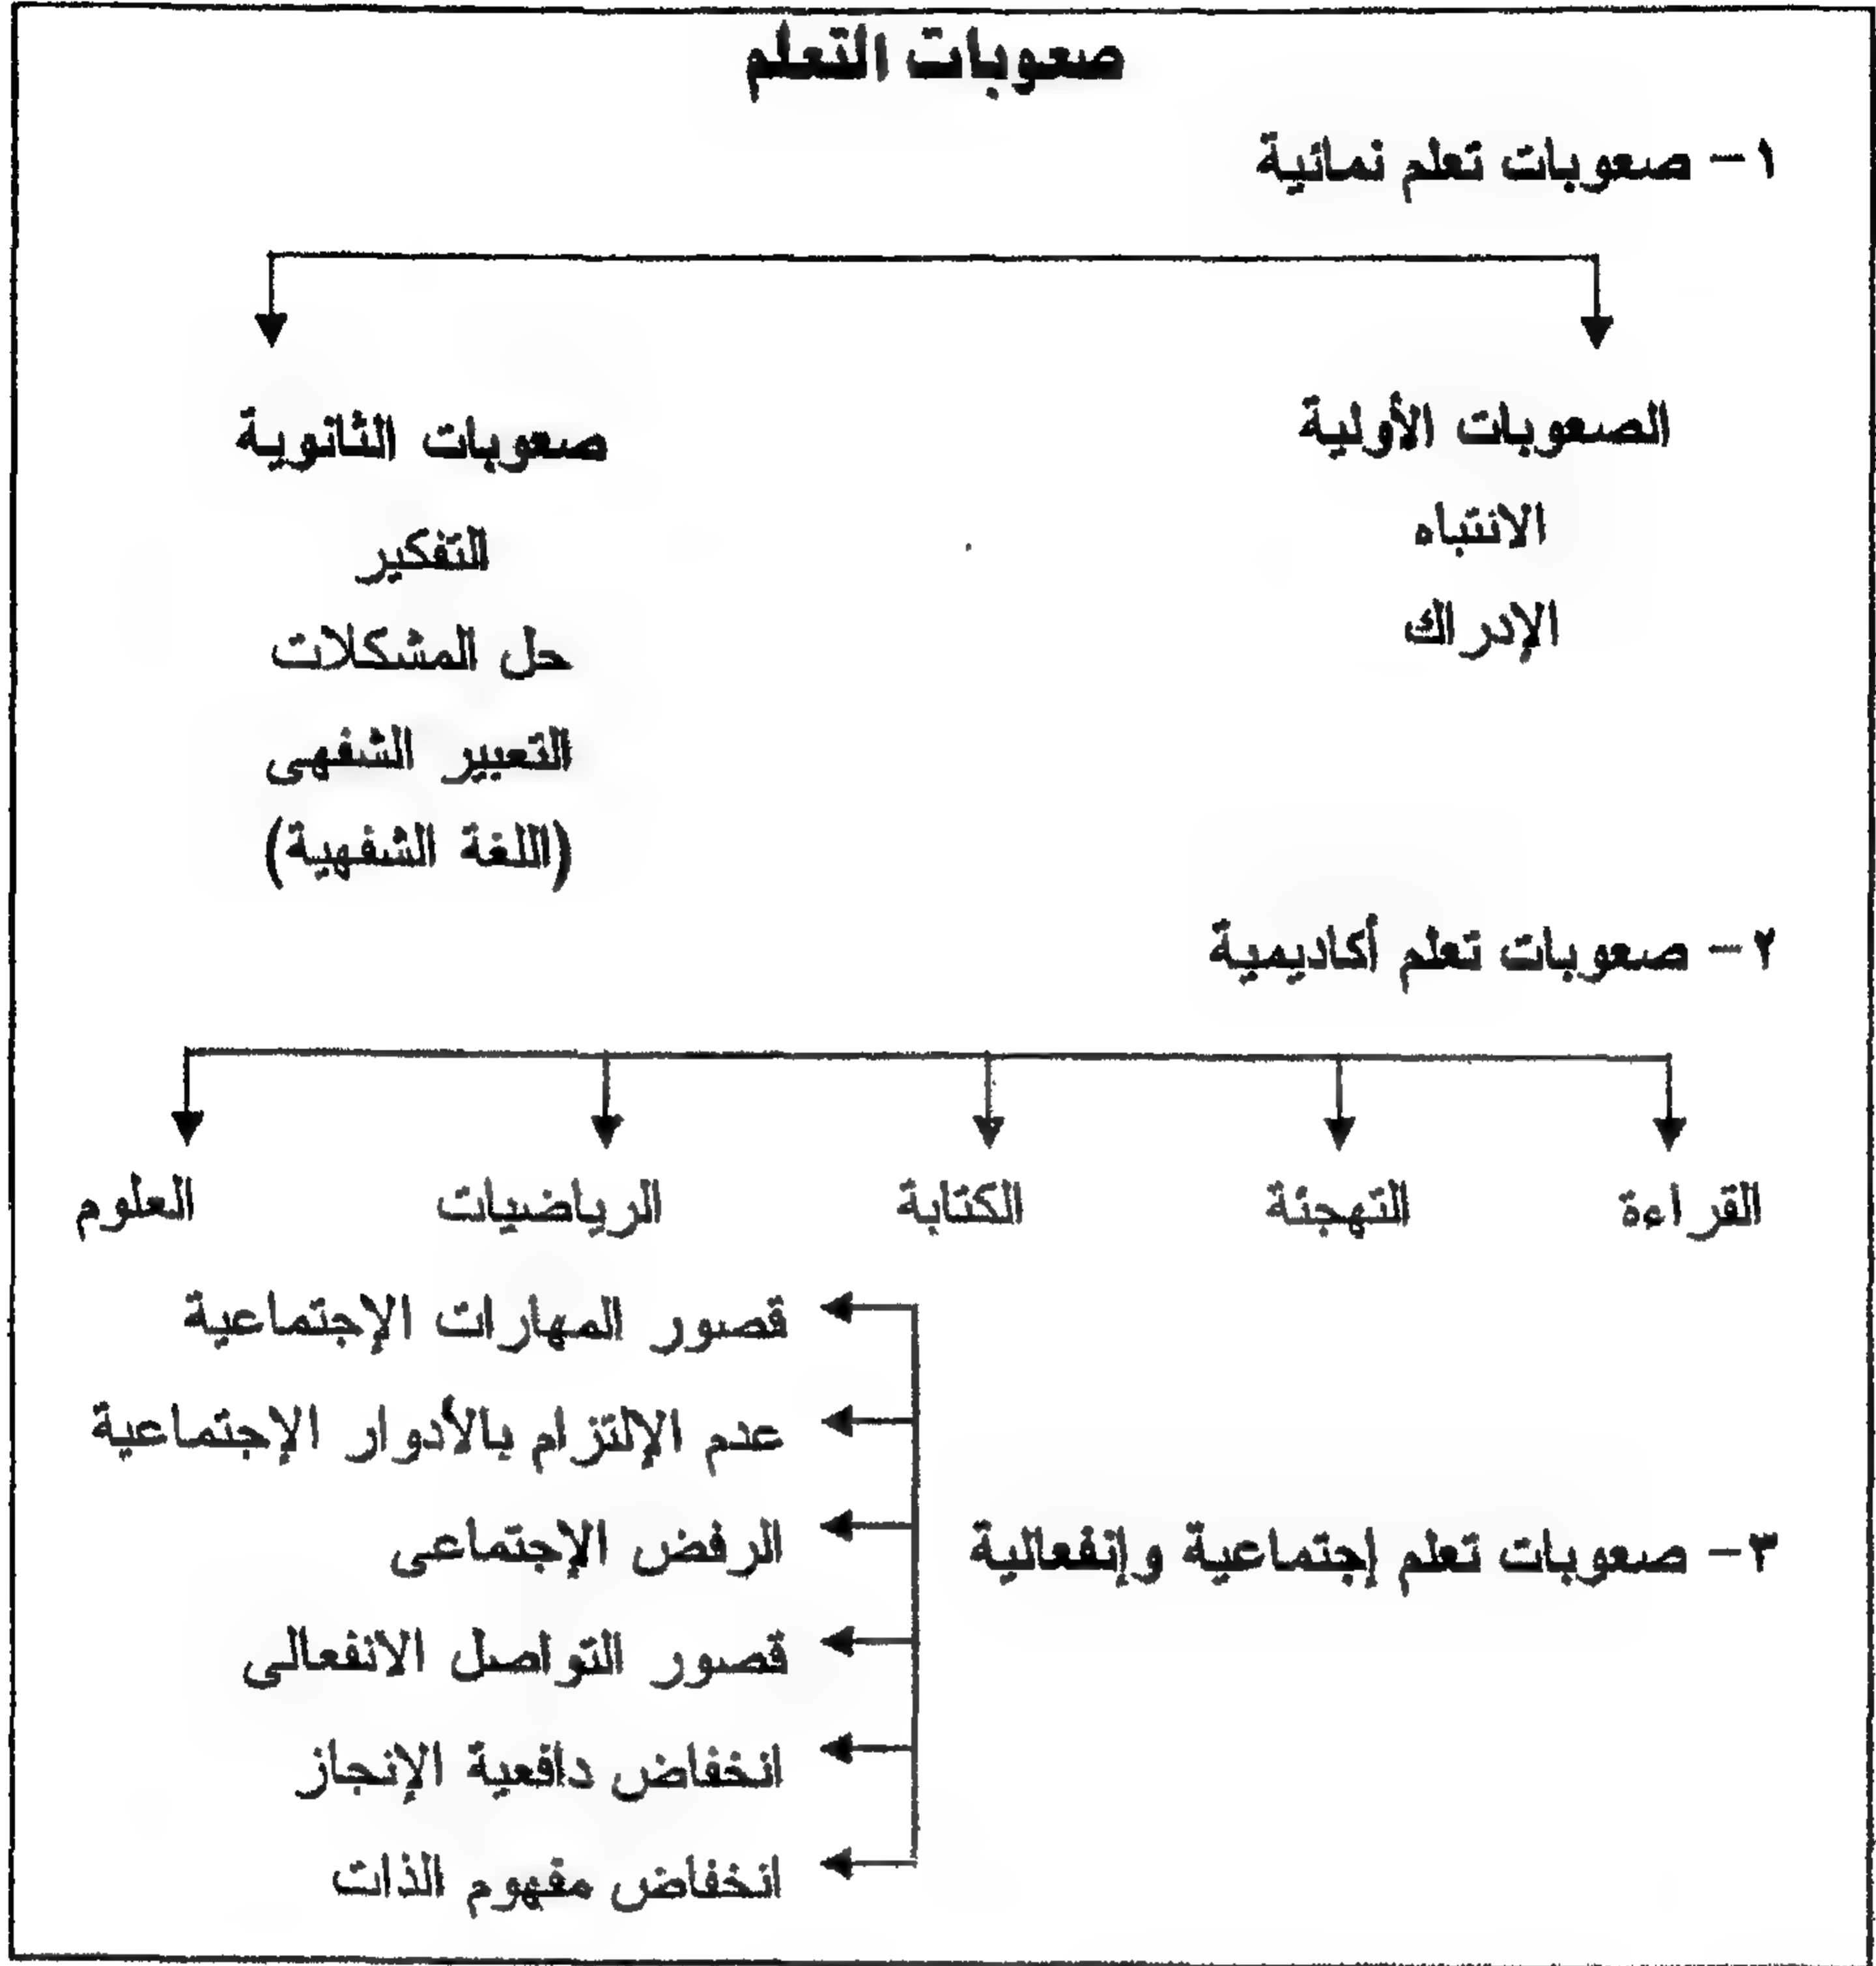 صعوبات التعلم
١- صعوبات تعلم نمائية
الصعوبات الأولية
الانتباه
الإدراك
صعوبات الثانوية
التفكير
حل المشكلات
التعبير الشفهى
(اللغة الشفهية)
٢- صعوبات تعلم أكاديمية
القراءة
التهجئة
الكتابة
الرياضيات
العلوم
٣- صعوبات تعلم إجتماعية وإنفعالية
قصور المهارات الإجتماعية
عدم الإلتزام بالأدوار الإجتماعية
الرفض الإجتماعى
قصور التواصل الانفعالى
انخفاض دافعية الإنجاز
انخفاض مفهوم الذات